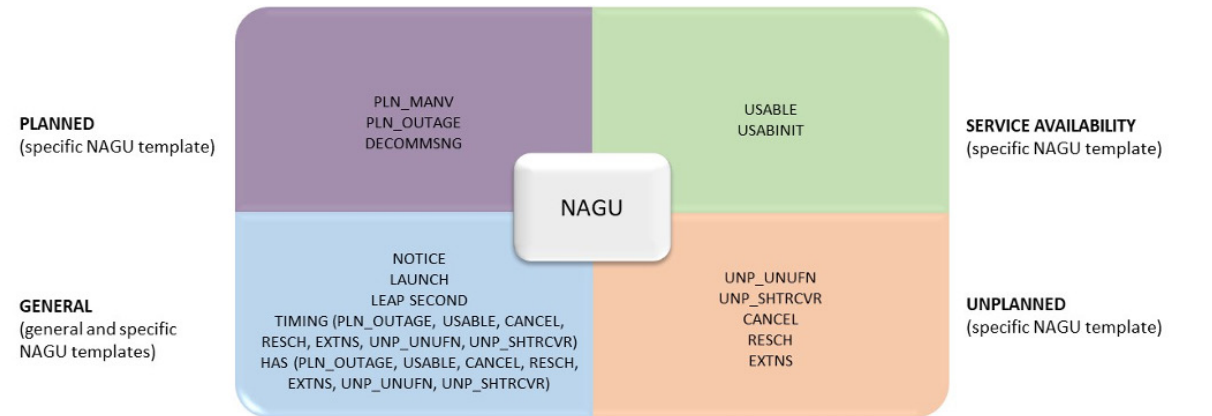 PLANNED
(specific NAGU template)
PLN_MANV
PLN_OUTAGE
DECOMMSNG
USABLE
USABINIT
SERVICE AVAILABILITY
(specific NAGU template)
NAGU
GENERAL
(general and specific
NAGU templates)
NOTICE
LAUNCH
LEAP SECOND
TIMING (PLN_OUTAGE, USABLE, CANCEL,
RESCH, EXTNS, UNP_UNUFN, UNP_SHTRCVR)
HAS (PLN_OUTAGE, USABLE, CANCEL, RESCH,
EXTNS, UNP_UNUFN, UNP_SHTRCVR)
UNP_UNUFN
UNP_SHTRCVR
CANCEL
RESCH
EXTNS
UNPLANNED
(specific NAGU template)